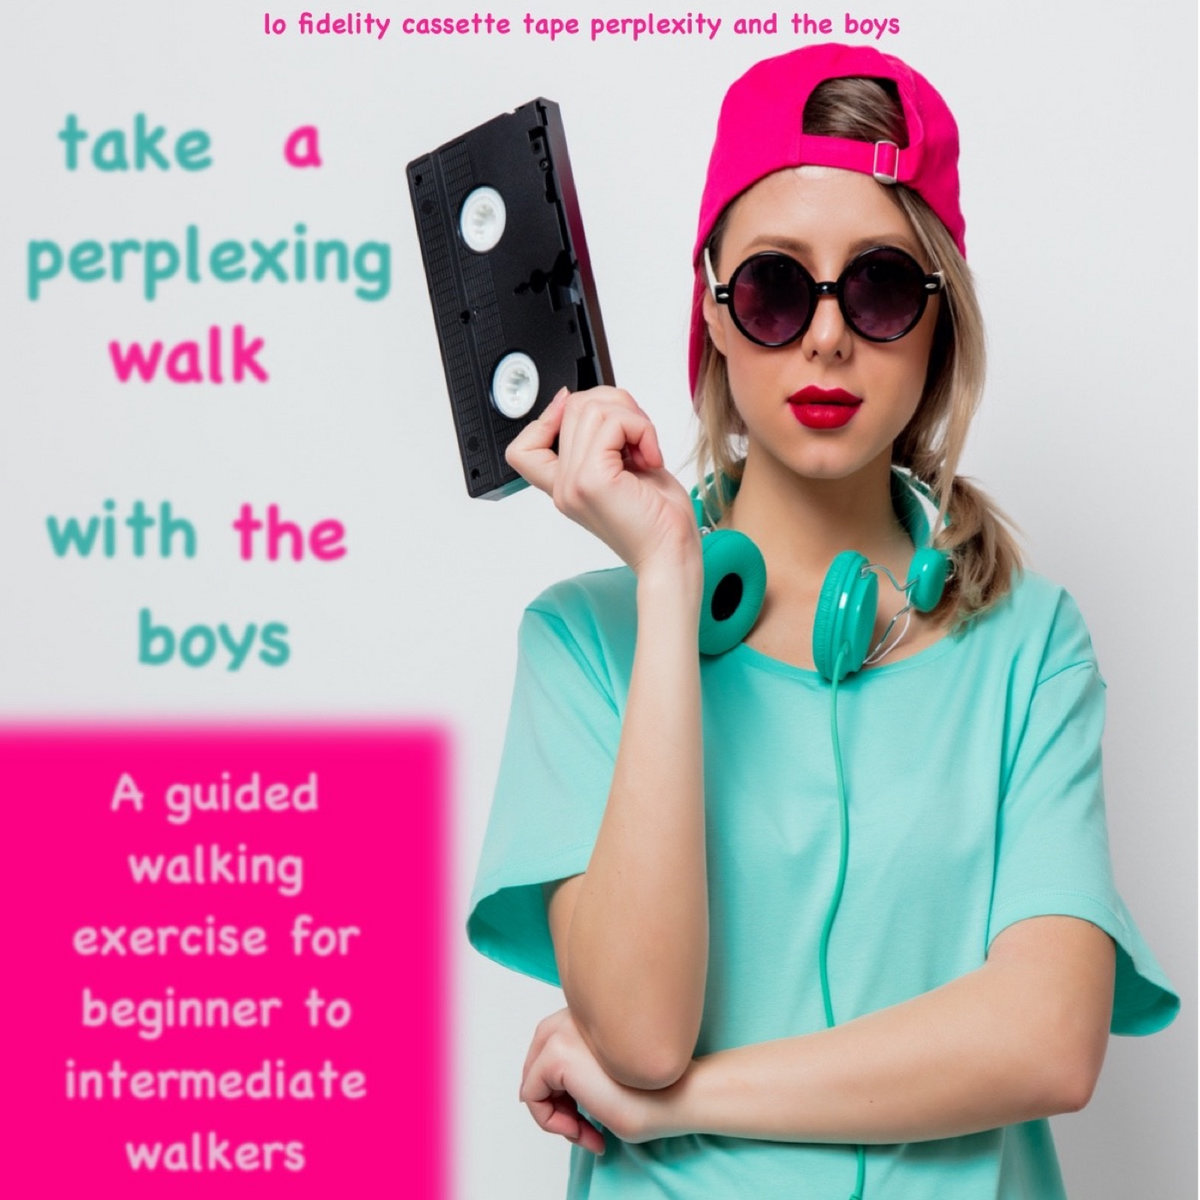 lo fidelity cassette tape perplexity and the boys
take a
perplexing
walk
with the
boys
A guided
walking
exercise for
beginner to
intermediate
walkers